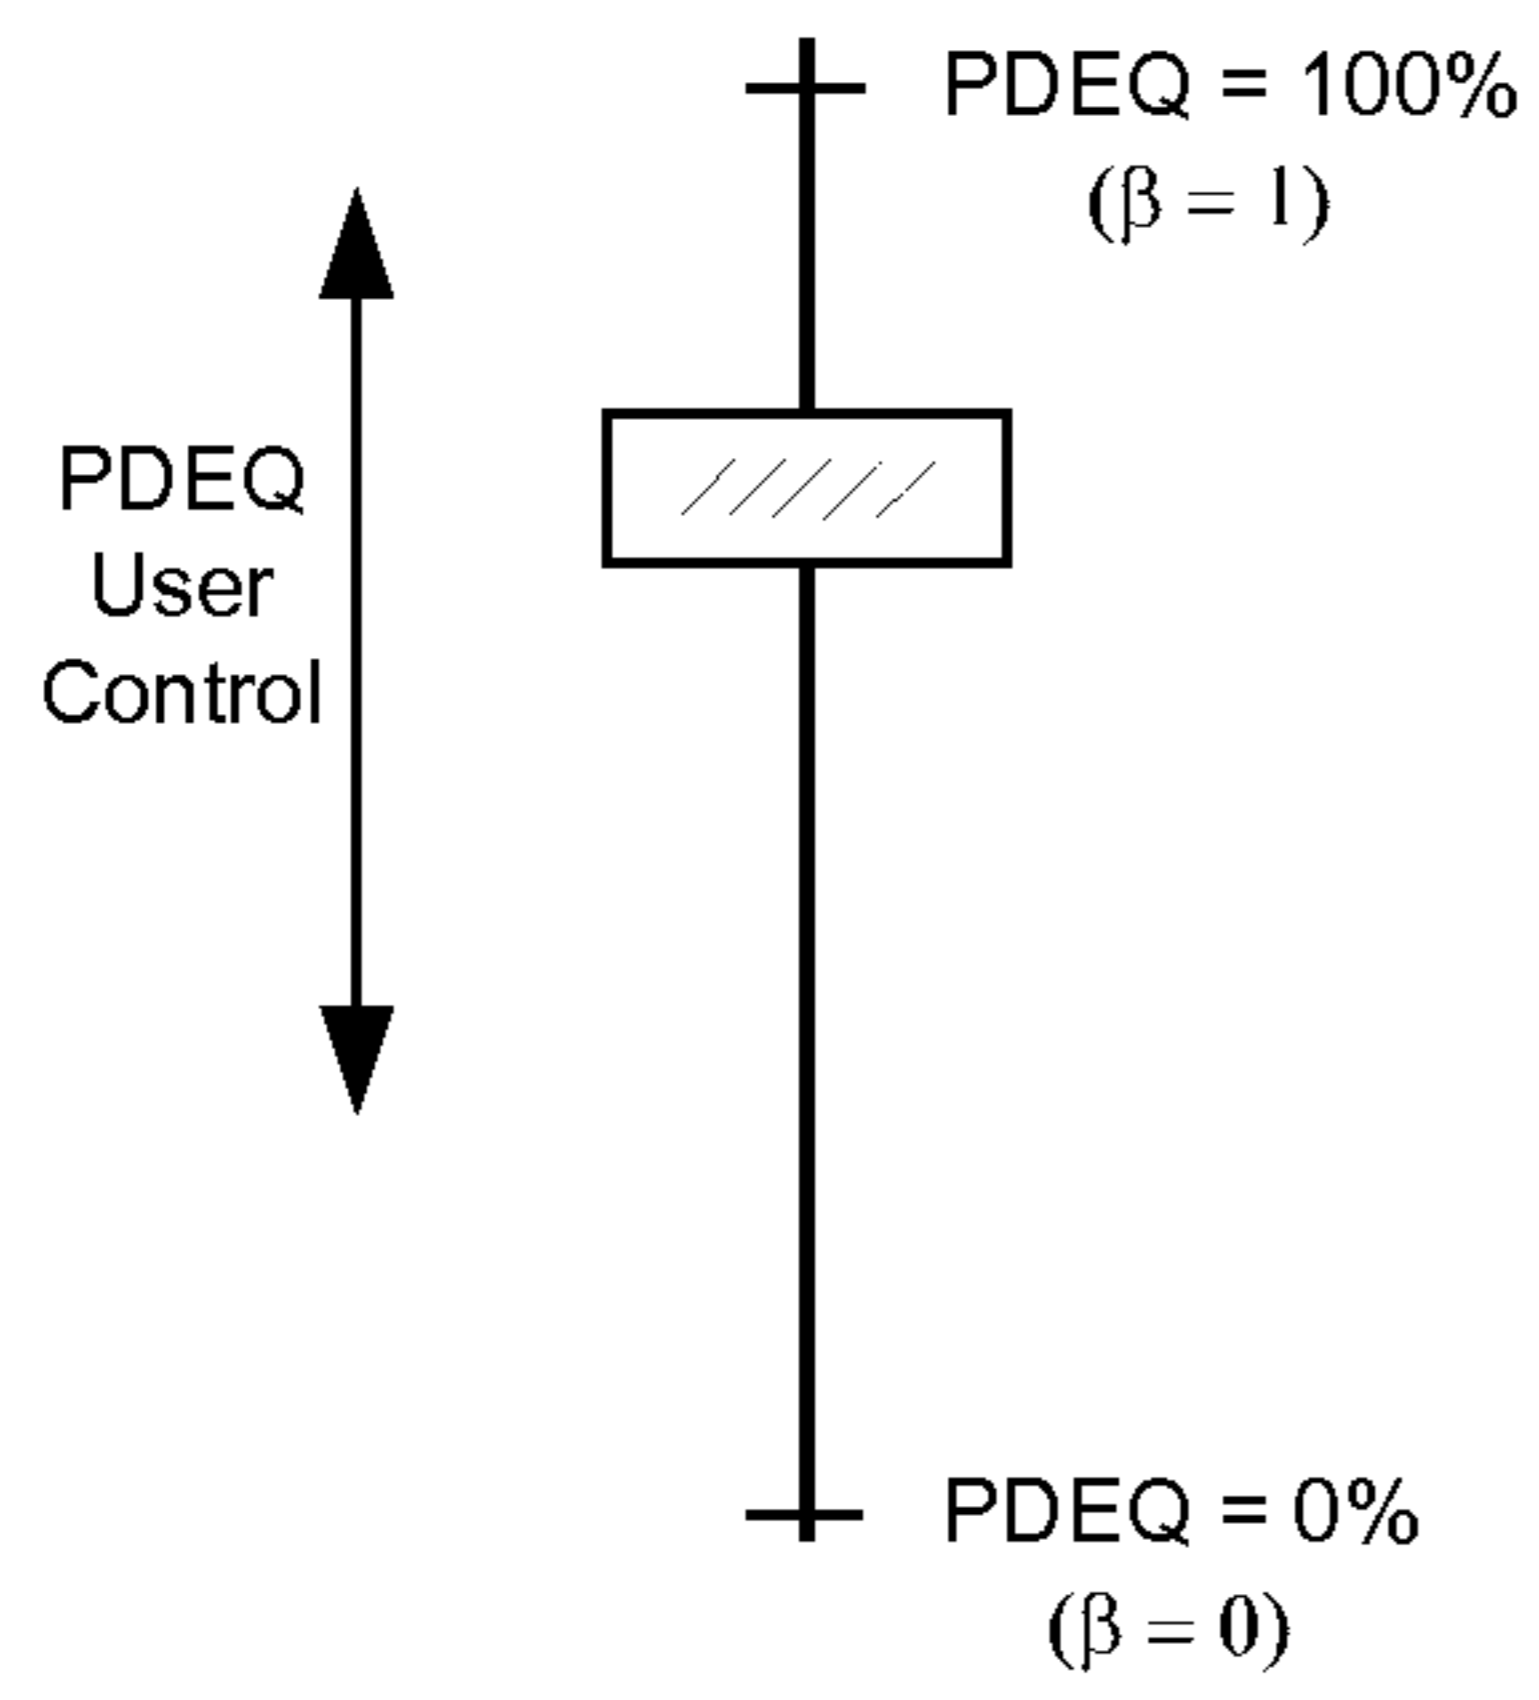 PDEQ = 100%
(β = 1)
PDEQ
User
Control
PDEQ = 0%
(β = 0)